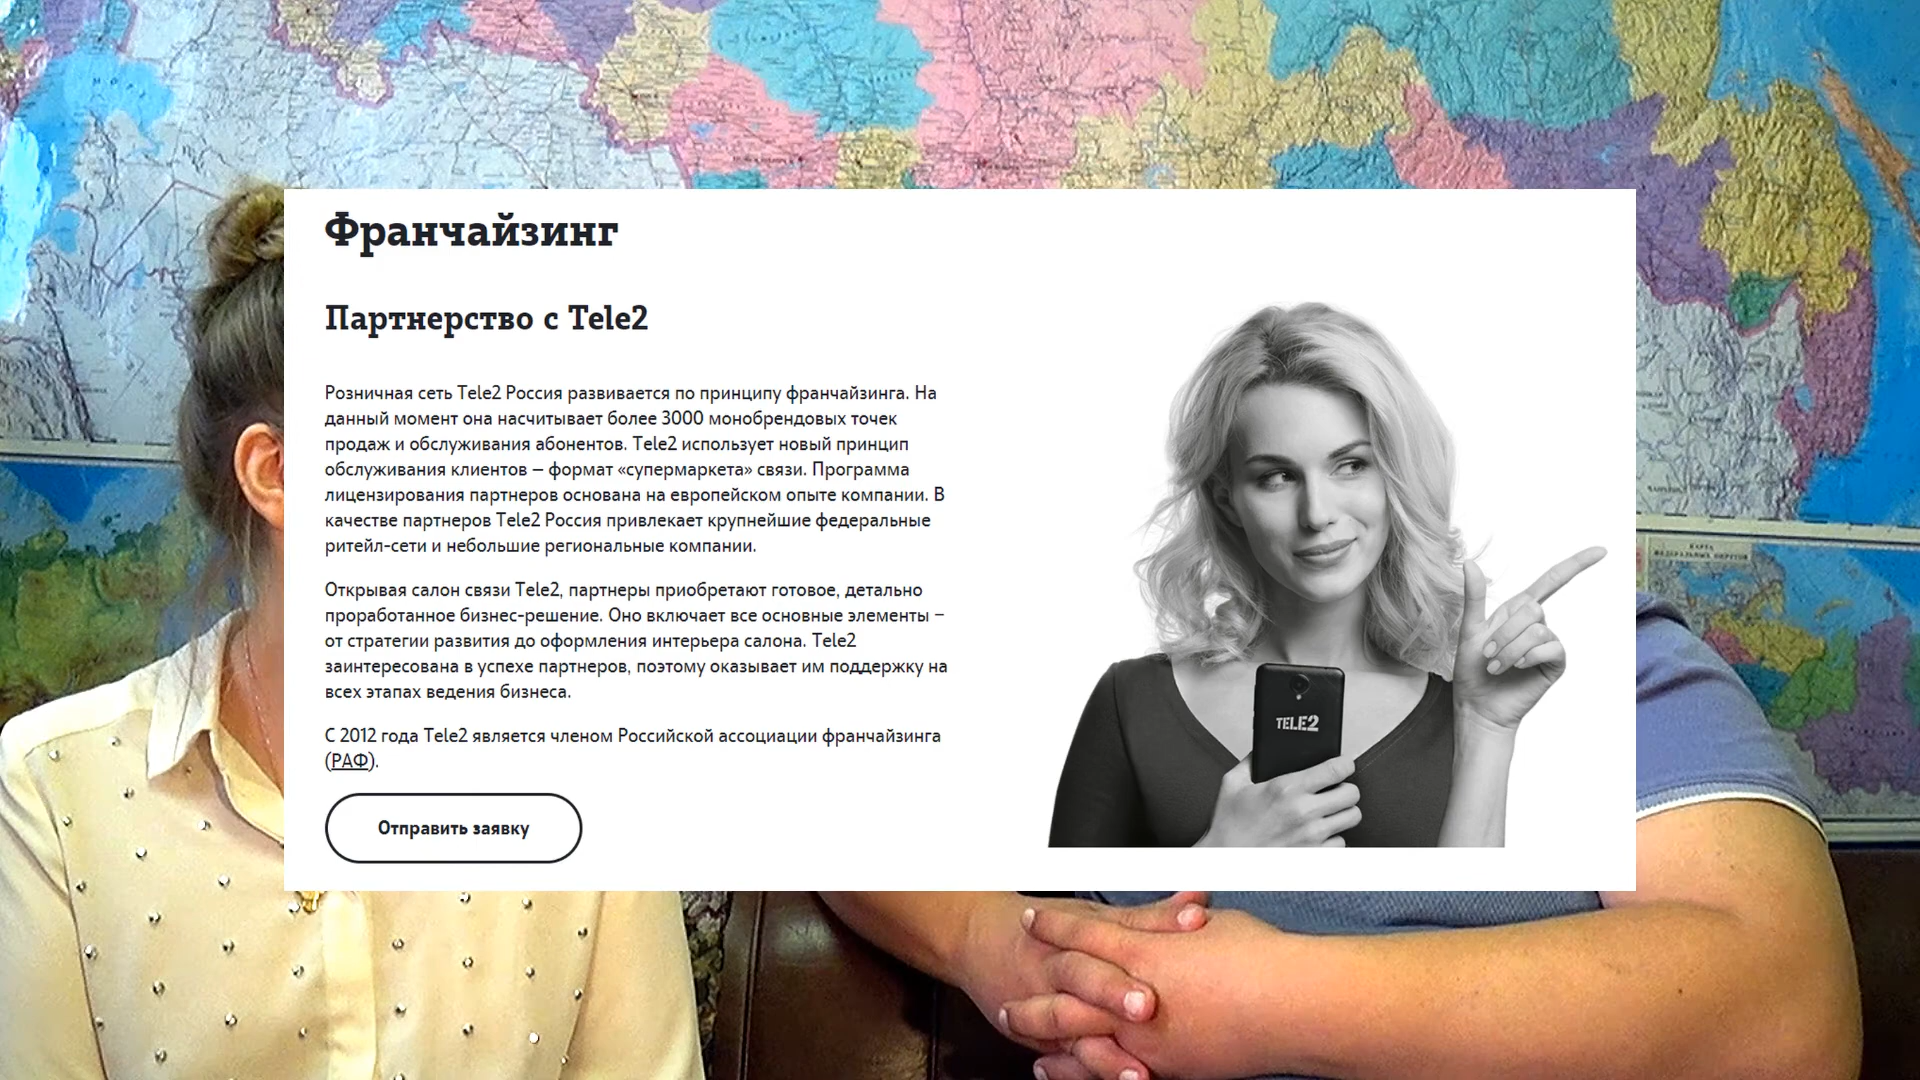 Франчайзинг
Партнерство с Tele2
Розничная сеть Tele2 Россия развивается по принципу франчайзинга. На
данный момент она насчитывает более 3000 монобрендовых точек
продаж и обслуживания абонентов. Tele2 использует новый принцип
обслуживания клиентов – формат «супермаркета» связи. Программа
лицензирования партнеров основана на европейском опыте компании. В
качестве партнеров Tele2 Россия привлекает крупнейшие федеральные
ритейл-сети и небольшие региональные компании.
Открывая салон связи Tele2, партнеры приобретают готовое, детально
проработанное бизнес-решение. Оно включает все основные элементы –
от стратегии развития до оформления интерьера салона. Tele2
заинтересована в успехе партнеров, поэтому оказывает им поддержку на
всех этапах ведения бизнеса.
С 2012 года Tele2 является членом Российской ассоциации франчайзинга
(РАФ).
Отправить заявку
TELE2
КАРТА
ФЕДЕРАЛЬНЫХ ОКРУГОВ